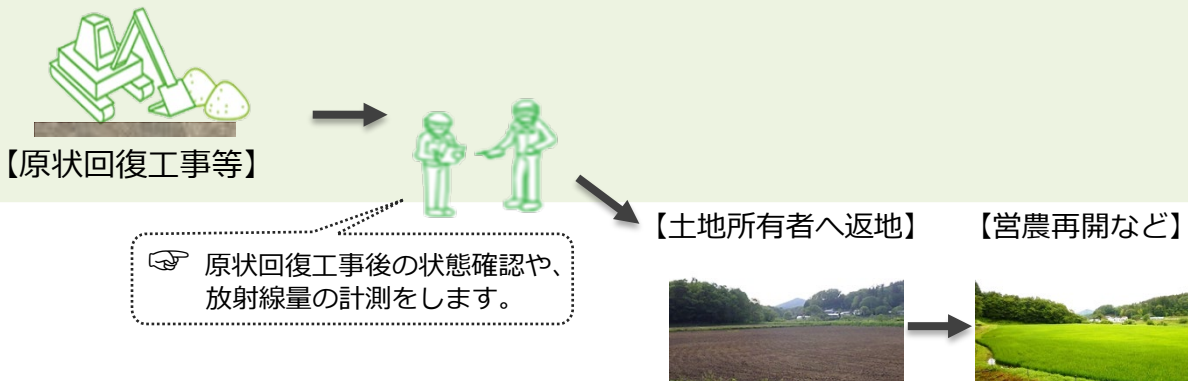 【原状回復工事等】
【土地所有者へ返地】
【営農再開など】
☞ 原状回復工事後の状態確認や、
放射線量の計測をします。